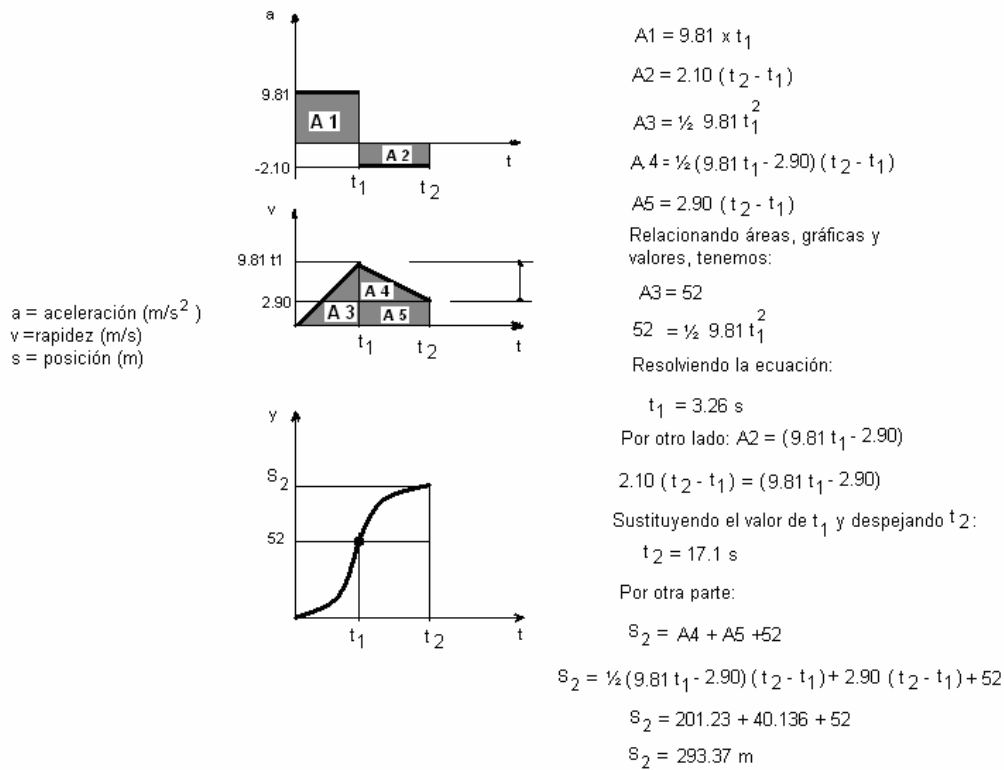 a
9.81
A 1
A 2
-2.10
t
t1
t2
v
9.81 t1
2.90
A 4
A 3
A 5
t1
t2
t
a = aceleración (m/s²)
v =rapidez (m/s)
s = posición (m)
y
S2
52
t1
t2
t
A1 = 9.81 x t₁
A2 = 2.10 (t₂ - t₁)
A3 = ½ 9.81 t₁²
A 4 = ½ (9.81 t₁ - 2.90) (t₂ - t₁)
A5 = 2.90 (t₂ - t₁)
Relacionando áreas, gráficas y
valores, tenemos:
A3 = 52
52 = ½ 9.81 t₁²
Resolviendo la ecuación:
t₁ = 3.26 s
Por otro lado: A2 = (9.81 t₁ - 2.90)
2.10 (t₂ - t₁) = (9.81 t₁ - 2.90)
Sustituyendo el valor de t₁ y despejando t₂:
t₂ = 17.1 s
Por otra parte:
S₂ = A4 + A5 +52
S₂ = ½ (9.81 t₁ - 2.90) (t₂ - t₁) + 2.90 (t₂ - t₁) + 52
S₂ = 201.23 + 40.136 + 52
S₂ = 293.37 m